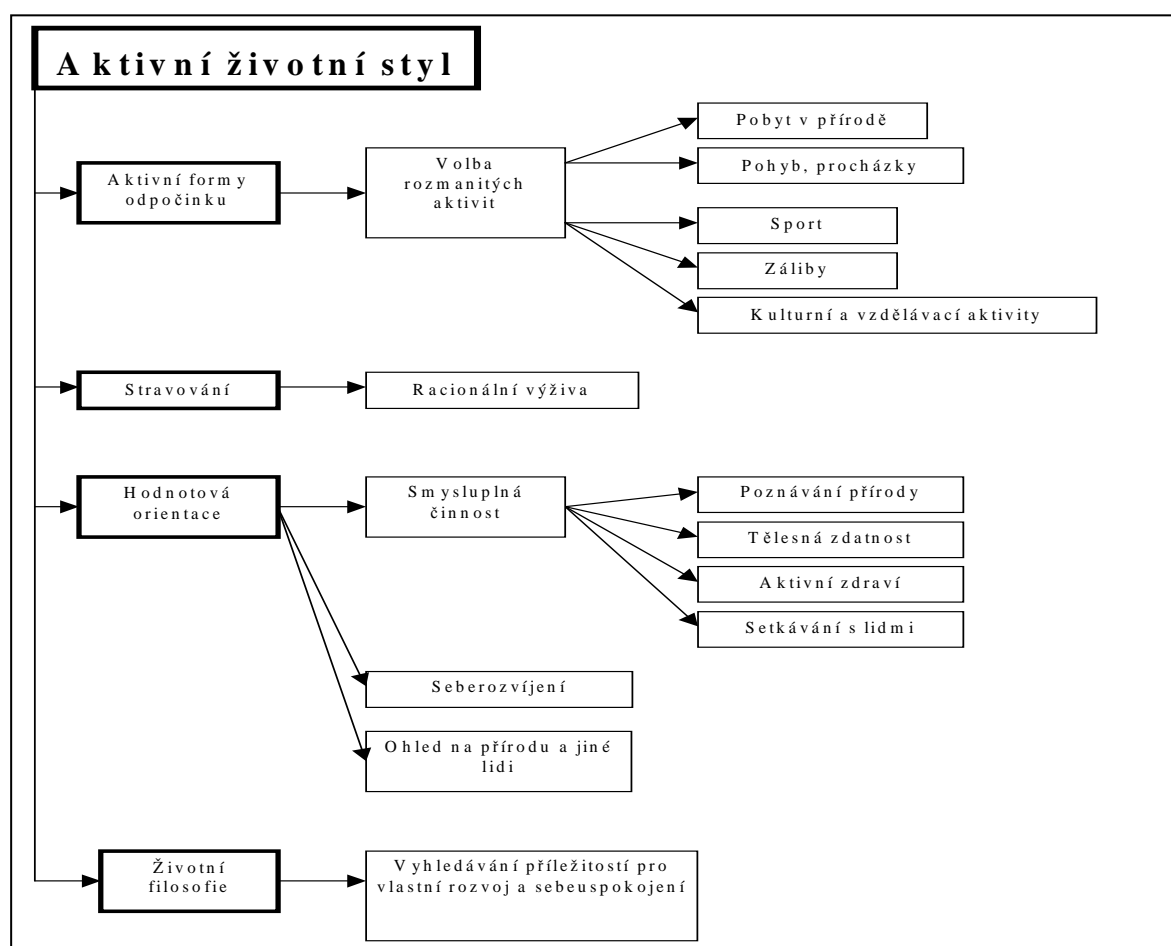 Aktivní životní styl
Pobyt v přírodě
Aktivní formy
odpočinku
Volba
rozmanitých
aktivit
Pohyb, procházky
Sport
Záliby
Kulturní a vzdělávací aktivity
Stravování
Racionální výživa
Hodnotová
orientace
Smysluplná
činnost
Poznávání přírody
Tělesná zdatnost
Aktivní zdraví
Setkávání s lidmi
Seberozvíjení
Ohled na přírodu a jiné
lidi
Životní
filosofie
Vyhledávání příležitostí pro
vlastní rozvoj a sebeuspokojení